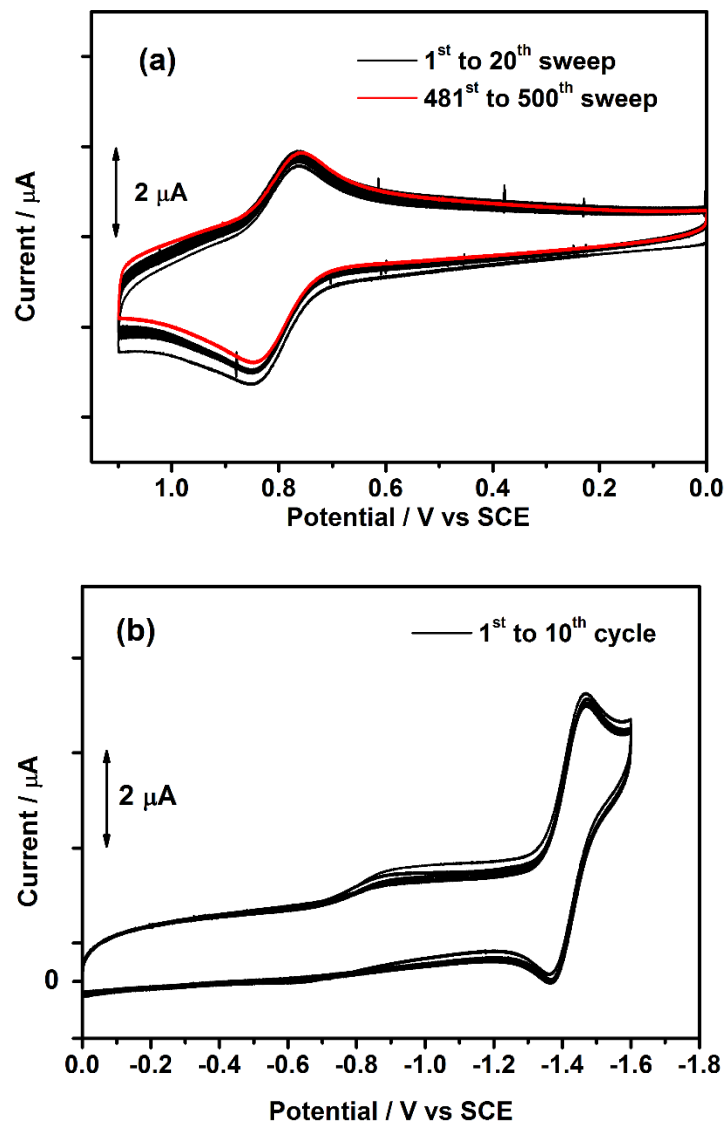 (a)
1st to 20th sweep
481st to 500th sweep
2 μA
Current / μA
1.0 0.8 0.6 0.4 0.2 0.0
Potential / V vs SCE
(b)
1st to 10th cycle
2 μA
Current / μA
0
0.0 -0.2 -0.4 -0.6 -0.8 -1.0 -1.2 -1.4 -1.6 -1.8
Potential / V vs SCE